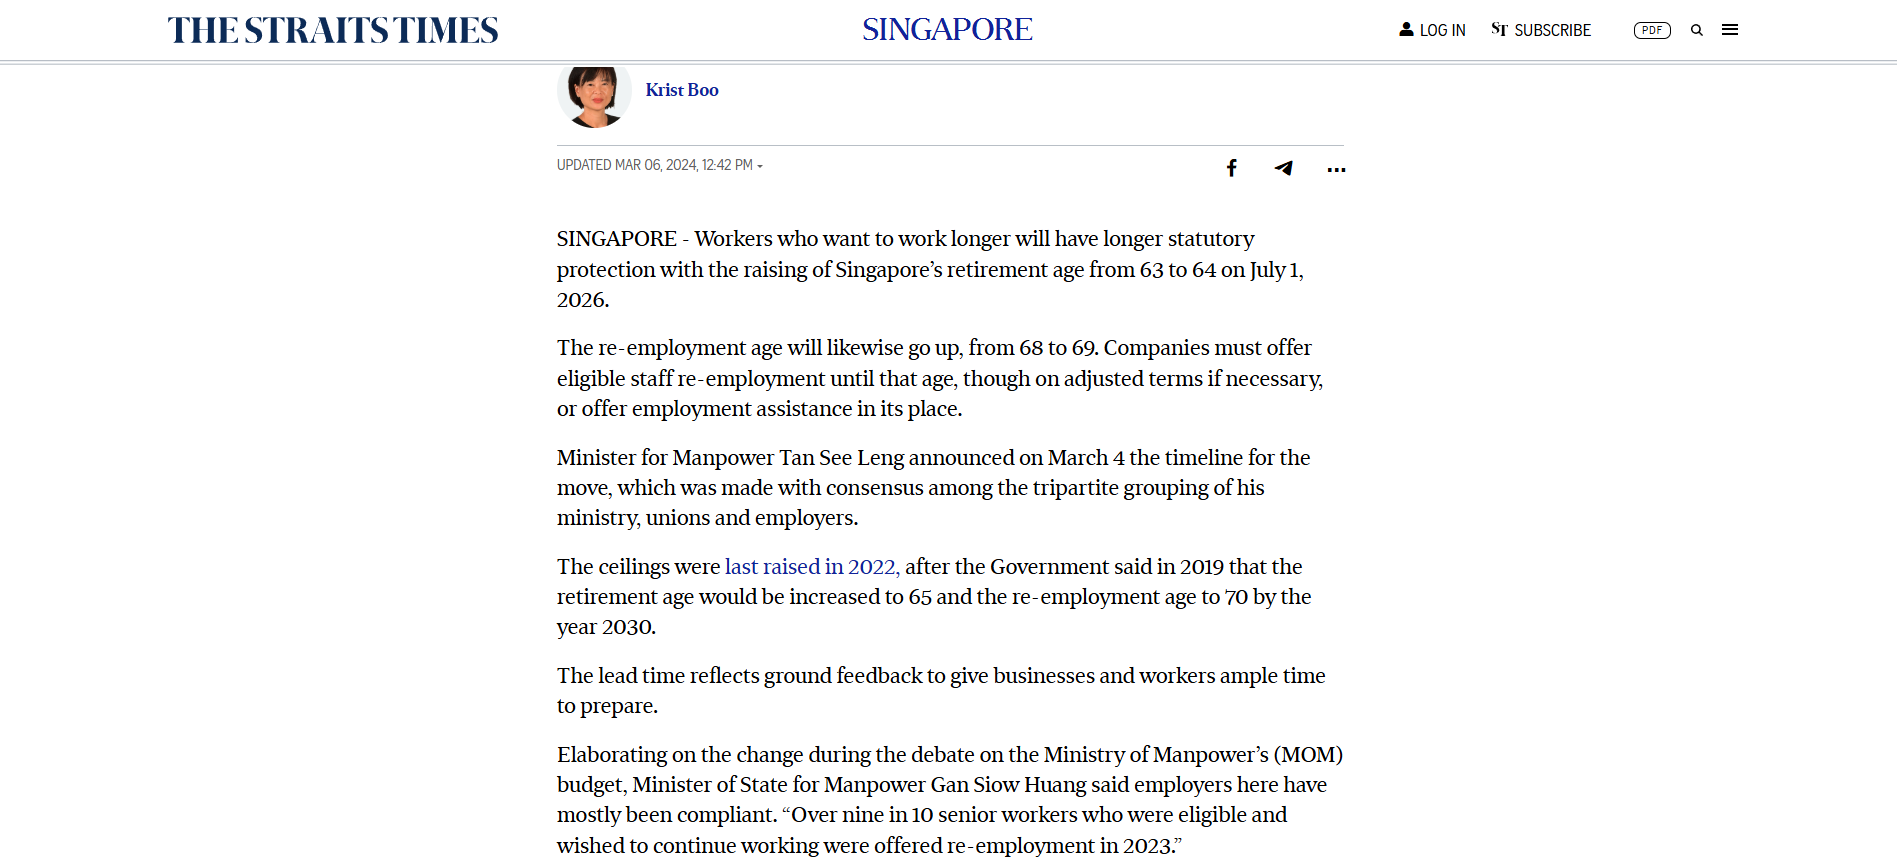 THE STRAITS TIMES
SINGAPORE
LOG IN
ST SUBSCRIBE
PDF
Krist Boo
UPDATED MAR 06, 2024, 12:42 PM
SINGAPORE - Workers who want to work longer will have longer statutory
protection with the raising of Singapore’s retirement age from 63 to 64 on July 1,
2026.
The re-employment age will likewise go up, from 68 to 69. Companies must offer
eligible staff re-employment until that age, though on adjusted terms if necessary,
or offer employment assistance in its place.
Minister for Manpower Tan See Leng announced on March 4 the timeline for the
move, which was made with consensus among the tripartite grouping of his
ministry, unions and employers.
The ceilings were last raised in 2022, after the Government said in 2019 that the
retirement age would be increased to 65 and the re-employment age to 70 by the
year 2030.
The lead time reflects ground feedback to give businesses and workers ample time
to prepare.
Elaborating on the change during the debate on the Ministry of Manpower’s (MOM)
budget, Minister of State for Manpower Gan Siow Huang said employers here have
mostly been compliant. “Over nine in 10 senior workers who were eligible and
wished to continue working were offered re-employment in 2023.”